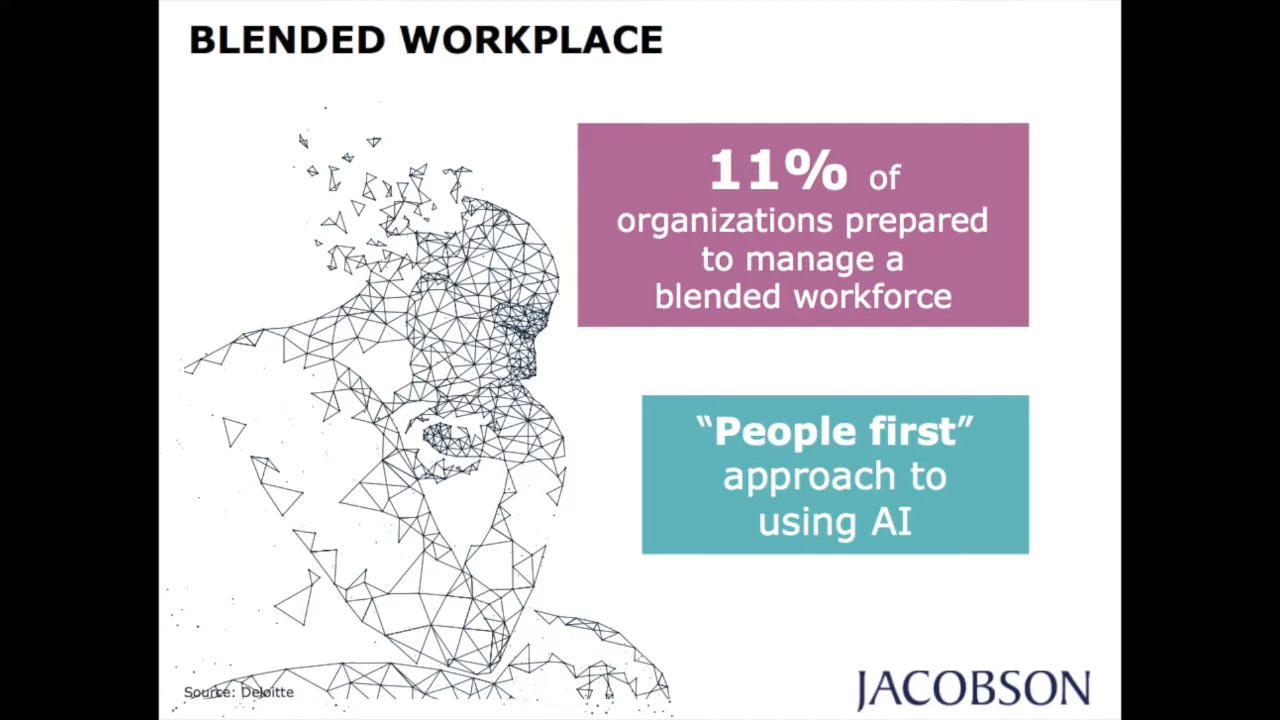 BLENDED WORKPLACE
11% of
organizations prepared
to manage a
blended workforce
“People first”
approach to
using AI
Source: Deloitte
JACOBSON